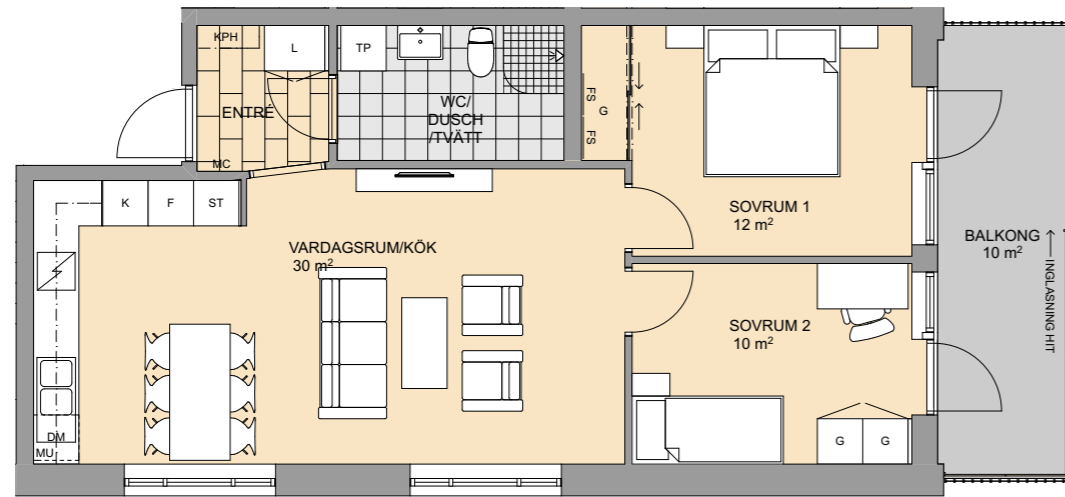 KPH
L
ENTRÉ
MC
TP
WC/
DUSCH
/TVÄTT
FS
G
FS
SOVRUM 1
12 m²
K
F
ST
VARDAGSRUM/KÖK
30 m²
BALKONG
10 m²
INGLASNING HIT
SOVRUM 2
10 m²
DM
MU
G
G